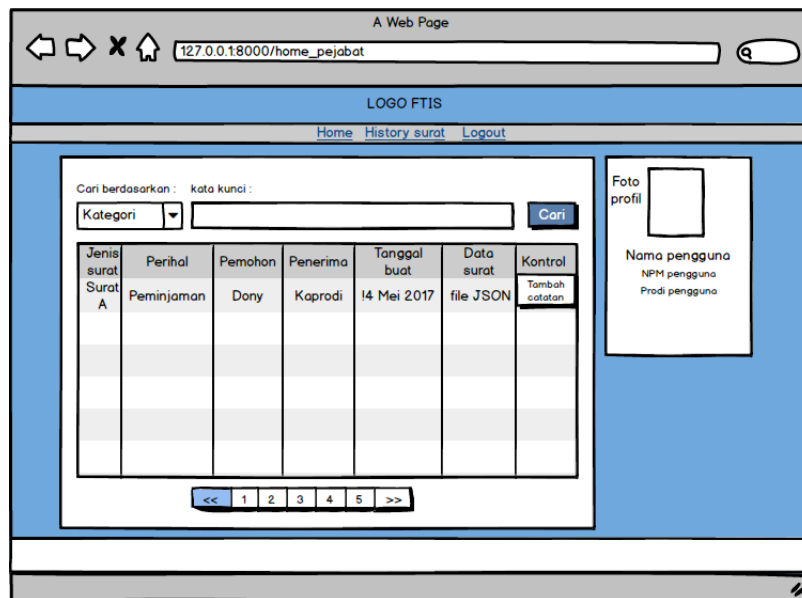 A Web Page
127.0.0.1:8000/home_pejabat
LOGO FTIS
Home History surat Logout
Cari berdasarkan : kata kunci :
Kategori Cari
Jenis surat Perihal Pemohon Penerima Tanggal buat Data surat Kontrol
Surat A Peminjaman Dony Kaprodi !4 Mei 2017 file JSON Tambah catatan
<< 1 2 3 4 5 >>
Foto profil
Nama pengguna
NPM pengguna
Prodi pengguna